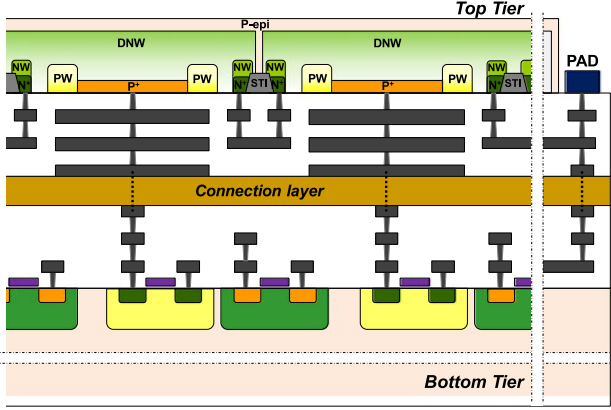 Top Tier
P-epi
DNW
DNW
PAD
NW
NW
NW
PW
PW
PW
PW
N+
P+
N+
STI
N+
P+
N+
STI
Connection layer
Bottom Tier